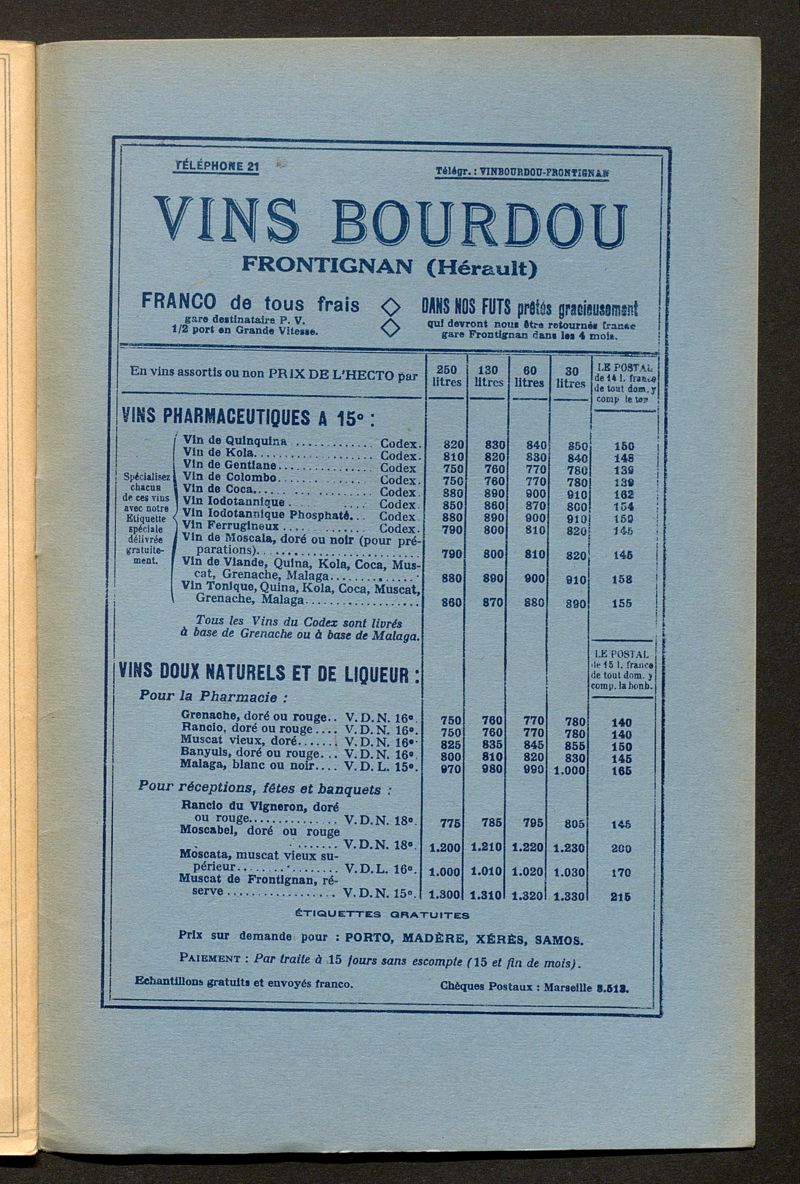 TÉLÉPHONE 21
Télégr. : VINBOURDOU-FRONTIGNAN
VINS BOURDOU
FRONTIGNAN (Hérault)
FRANCO de tous frais
gare destinataire P. V.
1/2 port en Grande Vitesse.
DANS NOS FUTS prêtés gracieusement
qui devront nous être retournés franco
gare Frontignan dans les 4 mois.
En vins assortis ou non PRIX DE L'HECTO par 250 litres 130 litres 60 litres 30 litres
LE POSTAL
de 14 l. franco
de tout dom. y
comp le
VINS PHARMACEUTIQUES A 15° :
Spécialisez
chacun
de ces vins
avec notre
Etiquette
spéciale
délivrée
gratuite-
ment.
Vin de Quinquina ............ Codex. 820 830 840 850 150
Vin de Kola.................. Codex. 810 820 830 840 148
Vin de Gentiane.............. Codex 750 760 770 780 139
Vin de Colombo............... Codex. 750 760 770 780 139
Vin de Coca.................. Codex. 880 890 900 910 162
Vin Iodotannique ............ Codex. 850 860 870 800 154
Vin Iodotannique Phosphaté... Codex. 880 890 900 910 159
Vin Ferrugineux ............. Codex. 790 800 810 820 145
Vin de Moscala, doré ou noir (pour pré-
parations)................... 790 800 810 820 145
Vin de Viande, Quina, Kola, Coca, Mus-
cat, Grenache, Malaga........... 880 890 900 910 158
Vin Tonique, Quina, Kola, Coca, Muscat,
Grenache, Malaga................. 860 870 880 890 155
Tous les Vins du Codex sont livrés
à base de Grenache ou à base de Malaga.
LE POSTAL
de 15 l. franco
de tout dom. y
comp. la bonb.
VINS DOUX NATURELS ET DE LIQUEUR :
Pour la Pharmacie :
Grenache, doré ou rouge.. V.D.N. 16°. 750 760 770 780 140
Rancio, doré ou rouge.... V.D.N. 16°. 750 760 770 780 140
Muscat vieux, doré....... V.D.N. 16°. 825 835 845 855 150
Banyuls, doré ou rouge... V.D.N. 16°. 800 810 820 830 145
Malaga, blanc ou noir.... V.D.L. 15°. 970 980 990 1.000 165
Pour réceptions, fêtes et banquets :
Rancio du Vigneron, doré
ou rouge............... V.D.N. 18°. 775 785 795 805 145
Moscabel, doré ou rouge
........ V.D.N. 18°. 1.200 1.210 1.220 1.230 200
Moscata, muscat vieux su-
périeur................ V.D.L. 16°. 1.000 1.010 1.020 1.030 170
Muscat de Frontignan, ré-
serve.................. V.D.N. 15°. 1.300 1.310 1.320 1.330 215
ÉTIQUETTES GRATUITES
Prix sur demande pour : PORTO, MADÈRE, XÉRÈS, SAMOS.
PAIEMENT : Par traite à 15 jours sans escompte (15 et fin de mois).
Echantillons gratuits et envoyés franco.
Chèques Postaux : Marseille 8.513.